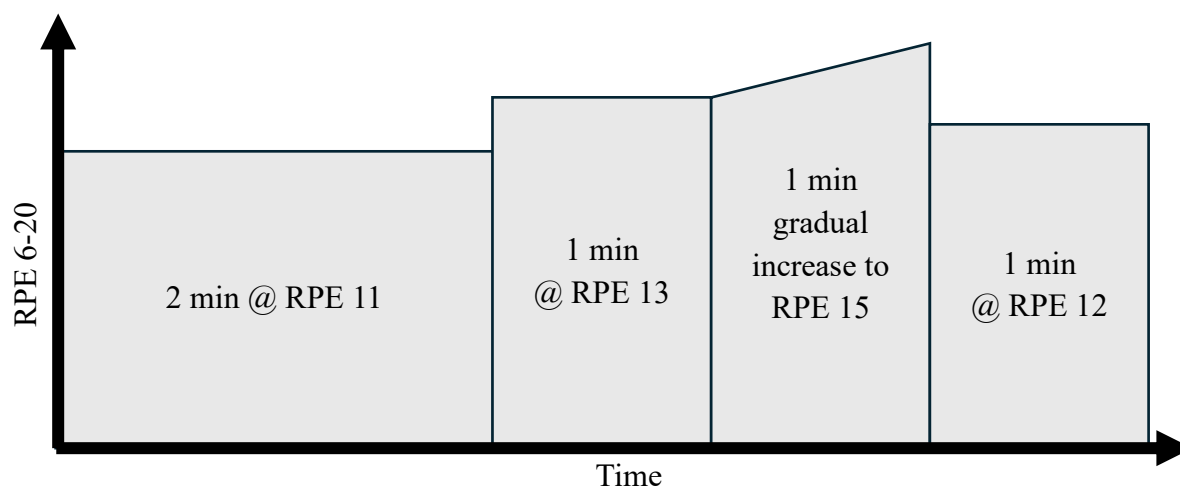 RPE 6-20
2 min @ RPE 11
1 min
@ RPE 13
1 min
gradual
increase to
RPE 15
1 min
@ RPE 12
Time